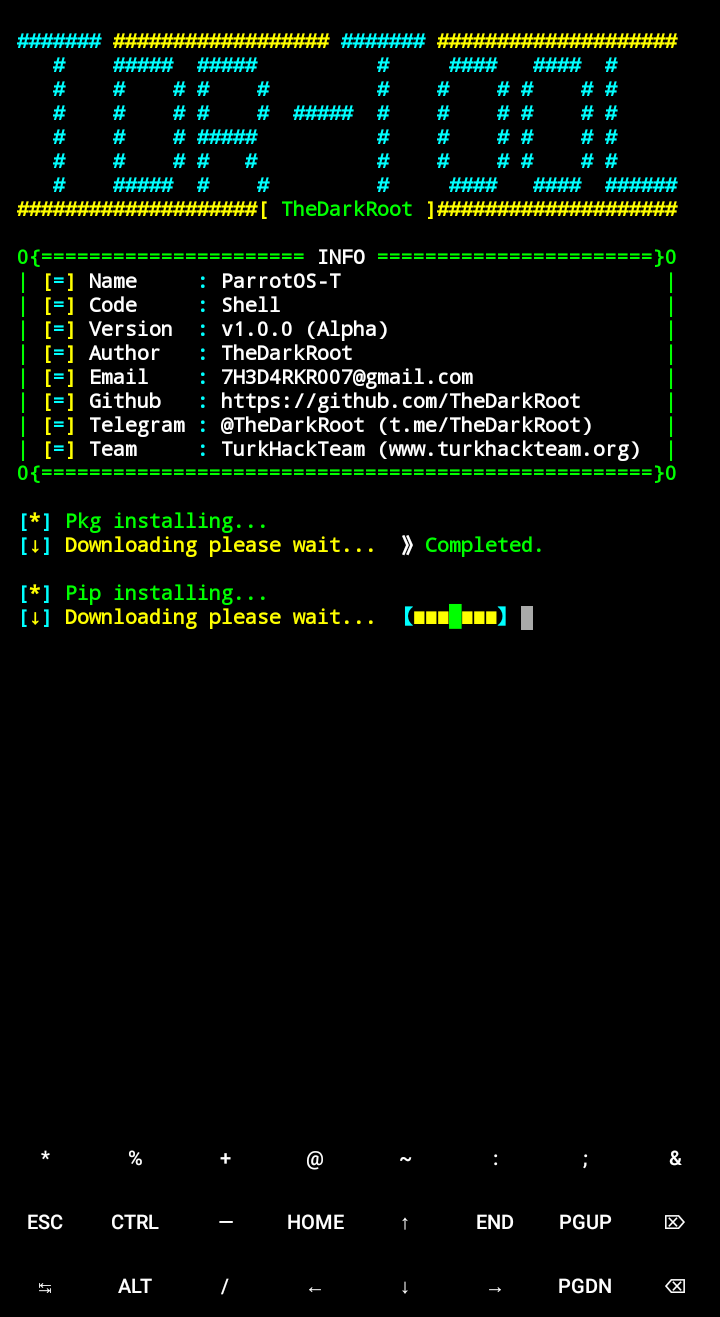 ####### ################## ####### ####################
#    #####  #####          #     ####   ####  #
#    #    # #    #         #    #    # #    # #
#    #    # #    #  #####  #    #    # #    # #
#    #    # #####          #    #    # #    # #
#    #    # #   #          #    #    # #    # #
#    #####  #    #         #     ####   ####  ######
####################[ TheDarkRoot ]####################
O{====================== INFO =======================}O
| [=] Name     : ParrotOS-T                           |
| [=] Code     : Shell                                |
| [=] Version  : v1.0.0 (Alpha)                       |
| [=] Author   : TheDarkRoot                          |
| [=] Email    : 7H3D4RKR007@gmail.com                |
| [=] Github   : https://github.com/TheDarkRoot       |
| [=] Telegram : @TheDarkRoot (t.me/TheDarkRoot)      |
| [=] Team     : TurkHackTeam (www.turkhackteam.org)  |
O{===================================================}O
[*] Pkg installing...
[↓] Downloading please wait...  ⟫ Completed.
[*] Pip installing...
[↓] Downloading please wait...  【■■■■■■■】
* % + @ ~ : ; &
ESC CTRL — HOME ↑ END PGUP ⌦
↹ ALT / ← ↓ → PGDN ⌫